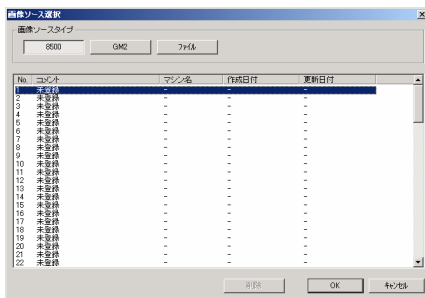 画像ソース選択
画像ソースタイプ
8500 GM2 ファイル
No. コメント マシン名 作成日付 更新日付
1 未登録 - - -
2 未登録 - - -
3 未登録 - - -
4 未登録 - - -
5 未登録 - - -
6 未登録 - - -
7 未登録 - - -
8 未登録 - - -
9 未登録 - - -
10 未登録 - - -
11 未登録 - - -
12 未登録 - - -
13 未登録 - - -
14 未登録 - - -
15 未登録 - - -
16 未登録 - - -
17 未登録 - - -
18 未登録 - - -
19 未登録 - - -
20 未登録 - - -
21 未登録 - - -
22 未登録 - - -
削除 OK キャンセル